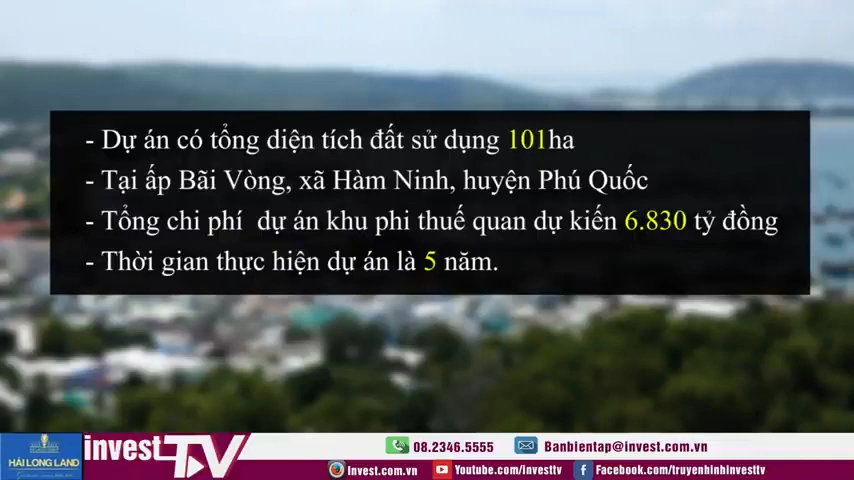 - Dự án có tổng diện tích đất sử dụng 101ha
- Tại ấp Bãi Vòng, xã Hàm Ninh, huyện Phú Quốc
- Tổng chi phí  dự án khu phi thuế quan dự kiến 6.830 tỷ đồng
- Thời gian thực hiện dự án là 5 năm.
HẢI LONG LAND
invest TV
08.2346.5555
Banbientap@invest.com.vn
Invest.com.vn
Youtube.com/investtv
Facebook.com/truyenhinhinvesttv